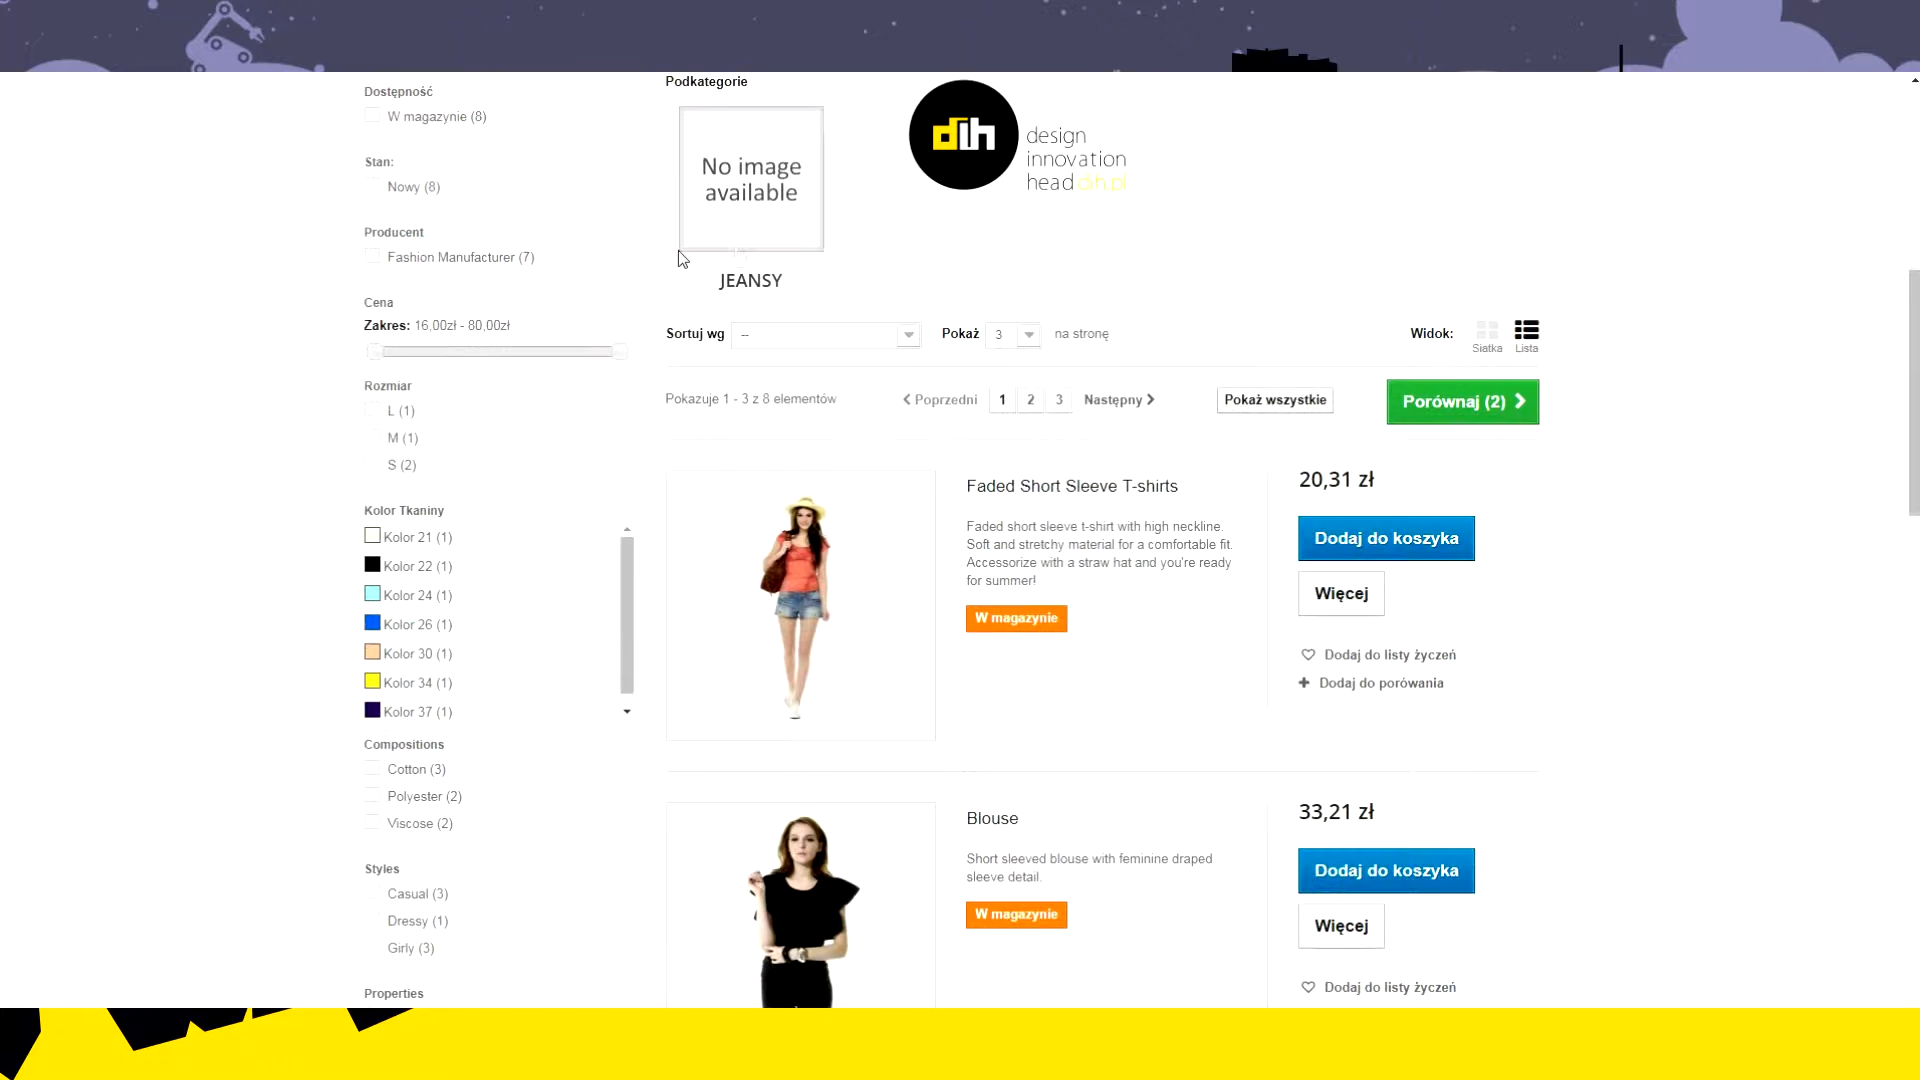 Dostępność
W magazynie (8)
Stan:
Nowy (8)
Producent
Fashion Manufacturer (7)
Cena
Zakres: 16,00zł - 80,00zł
Rozmiar
L (1)
M (1)
S (2)
Kolor Tkaniny
Kolor 21 (1)
Kolor 22 (1)
Kolor 24 (1)
Kolor 26 (1)
Kolor 30 (1)
Kolor 34 (1)
Kolor 37 (1)
Compositions
Cotton (3)
Polyester (2)
Viscose (2)
Styles
Casual (3)
Dressy (1)
Girly (3)
Properties
Podkategorie
No image
available
JEANSY
dih
design
innovation
head dih.pl
Sortuj wg -- Pokaż 3 na stronę
Widok: Siatka Lista
Pokazuje 1 - 3 z 8 elementów Poprzedni 1 2 3 Następny Pokaż wszystkie Porównaj (2)
Faded Short Sleeve T-shirts
Faded short sleeve t-shirt with high neckline.
Soft and stretchy material for a comfortable fit.
Accessorize with a straw hat and you're ready
for summer!
W magazynie
20,31 zł
Dodaj do koszyka
Więcej
Dodaj do listy życzeń
Dodaj do porówania
Blouse
Short sleeved blouse with feminine draped
sleeve detail.
W magazynie
33,21 zł
Dodaj do koszyka
Więcej
Dodaj do listy życzeń